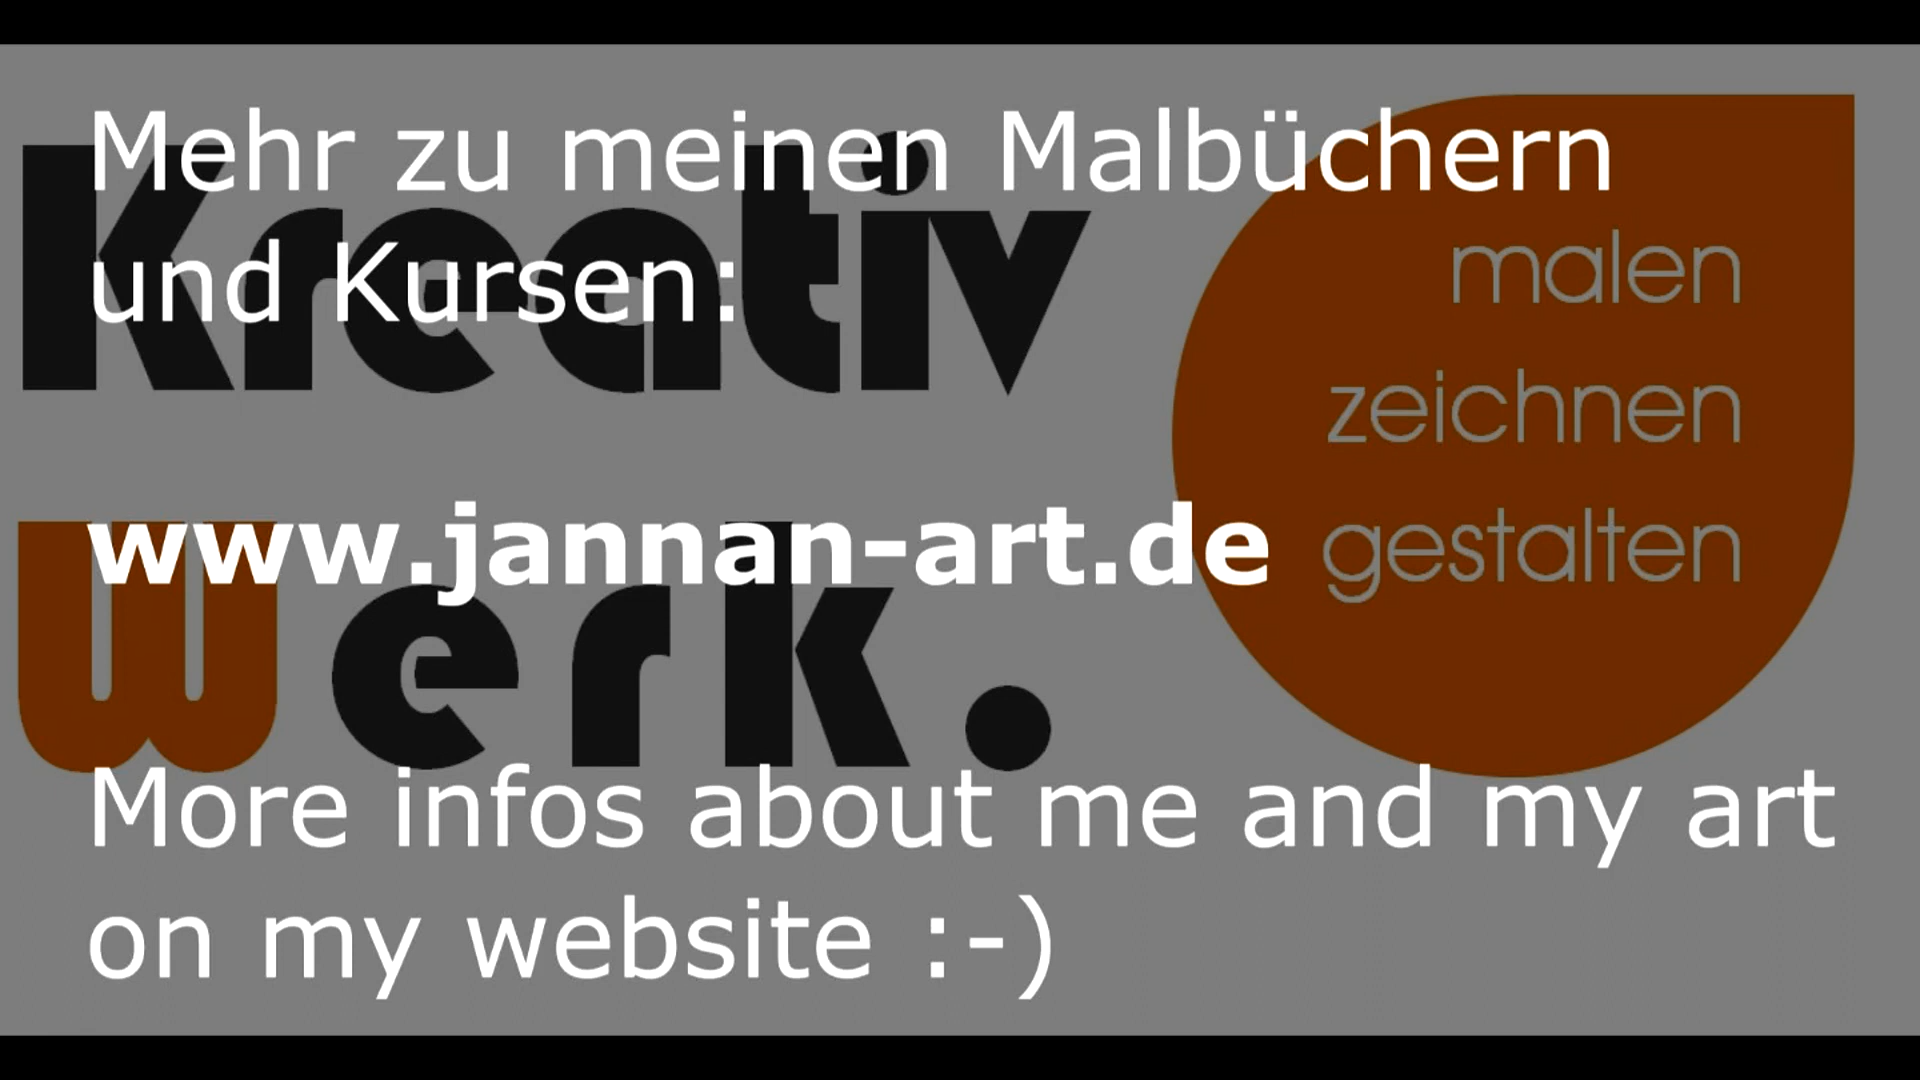 Mehr zu meinen Malbüchern
und Kursen:
www.jannan-art.de
More infos about me and my art
on my website :-)
Kreativ
Werk.
malen
zeichnen
gestalten